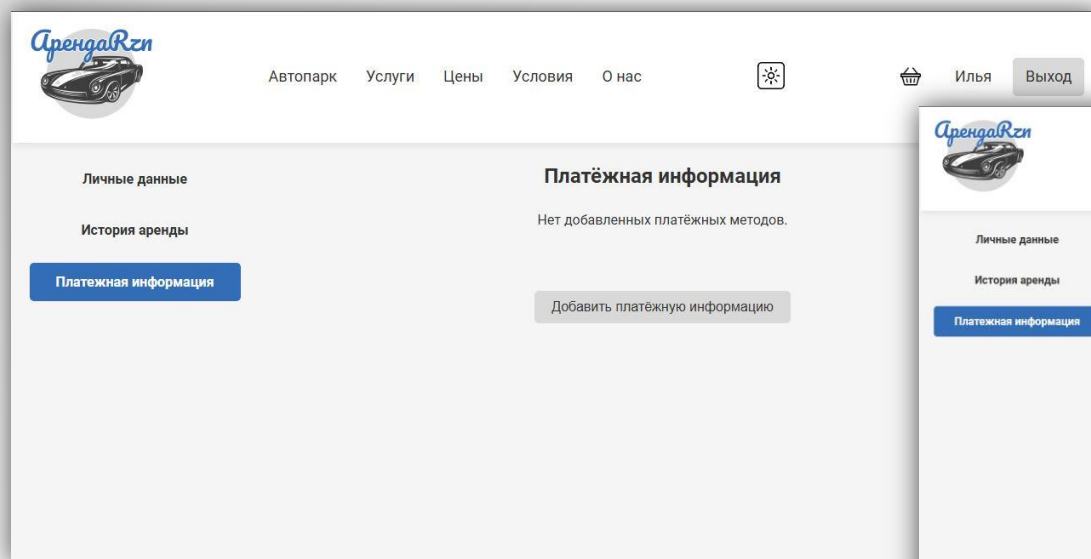 АрендаRzn
Автопарк Услуги Цены Условия О нас Илья Выход
Личные данные
История аренды
Платежная информация
Платёжная информация
Нет добавленных платёжных методов.
Добавить платёжную информацию
АрендаRzn
Личные данные
История аренды
Платежная информация